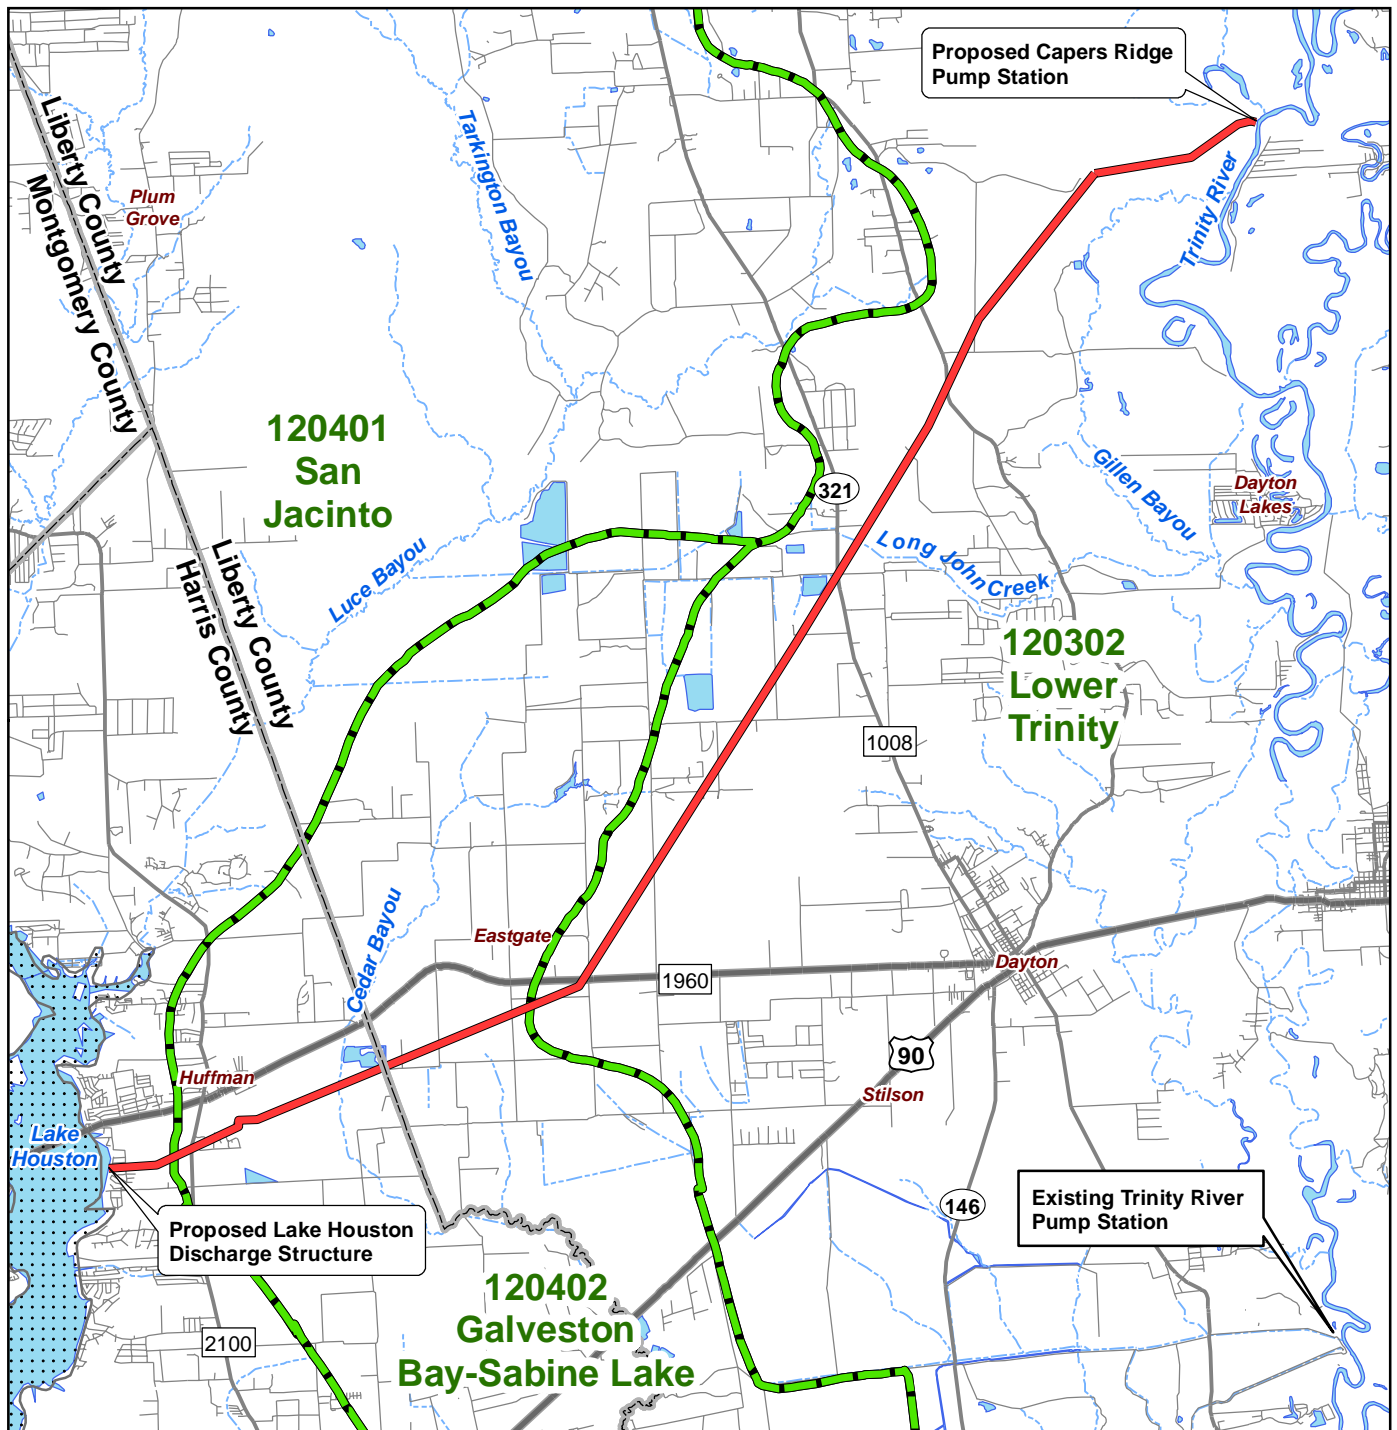 Proposed Capers Ridge
Pump Station
Liberty County
Montgomery County
Plum
Grove
Tarkington Bayou
Trinity River
120401
San
Jacinto
321
Gillen Bayou
Dayton
Lakes
Luce Bayou
Long John Creek
Liberty County
Harris County
120302
Lower
Trinity
1008
Cedar Bayou
Eastgate
1960
Dayton
90
Stilson
Huffman
Lake
Houston
146
Existing Trinity River
Pump Station
Proposed Lake Houston
Discharge Structure
120402
Galveston
Bay-Sabine Lake
2100